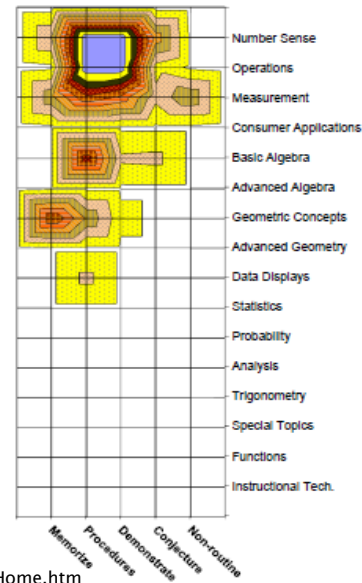 Number Sense
Operations
Measurement
Consumer Applications
Basic Algebra
Advanced Algebra
Geometric Concepts
Advanced Geometry
Data Displays
Statistics
Probability
Analysis
Trigonometry
Special Topics
Functions
Instructional Tech.
Memorize
Procedures
Demonstrate
Conjecture
Non-routine
Home.htm